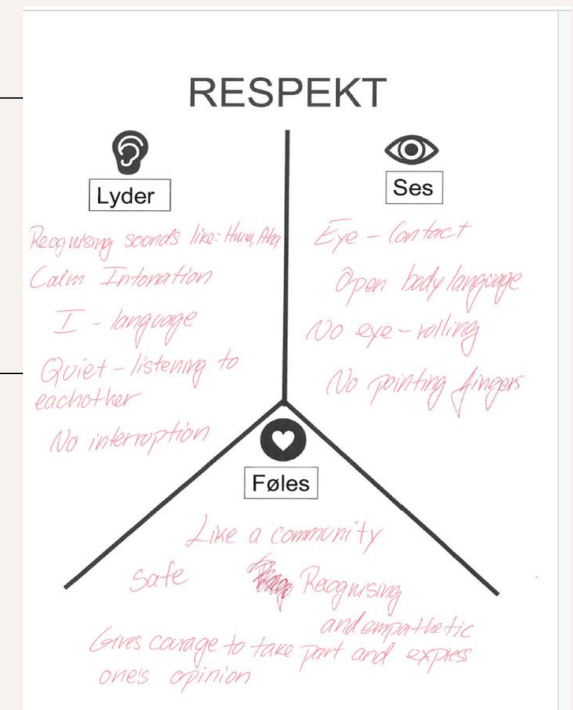 RESPEKT
Lyder
Recognising sounds like: Hmm, Aha
Calm Intonation
I - language
Quiet - listening to
eachother
No interroption
Ses
Eye - Contact
Open body language
No eye - rolling
No pointing fingers
Føles
Like a community
safe
Recognising
and empathetic
Gives courage to take part and express
one's opinion